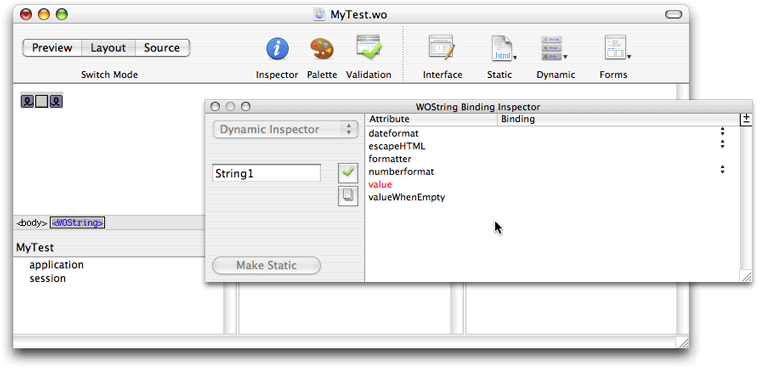 MyTest.wo
Preview Layout Source
Switch Mode Inspector Palette Validation Interface Static Dynamic Forms
.html
WOString Binding Inspector
Attribute Binding
Dynamic Inspector
dateformat
escapeHTML
formatter
String1
numberformat
value
valueWhenEmpty
<body> <WOString>
MyTest
application
session
Make Static